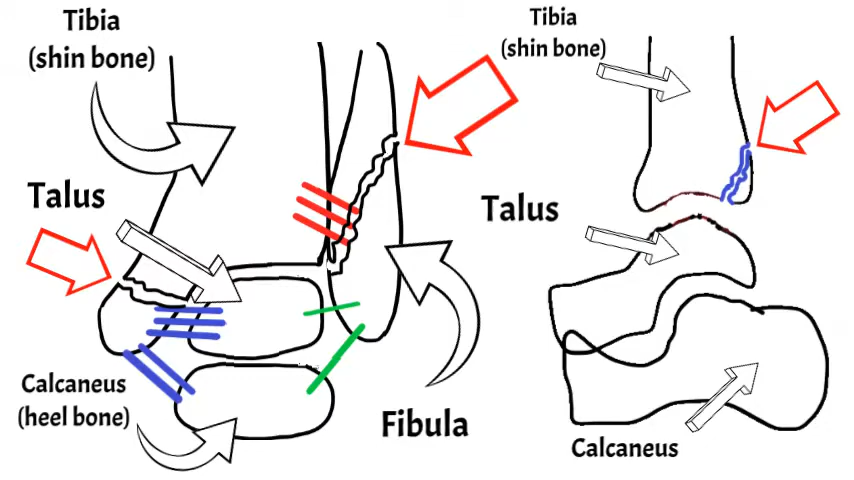 Tibia
(shin bone)
Talus
Calcaneus
(heel bone)
Fibula
Tibia
(shin bone)
Talus
Calcaneus